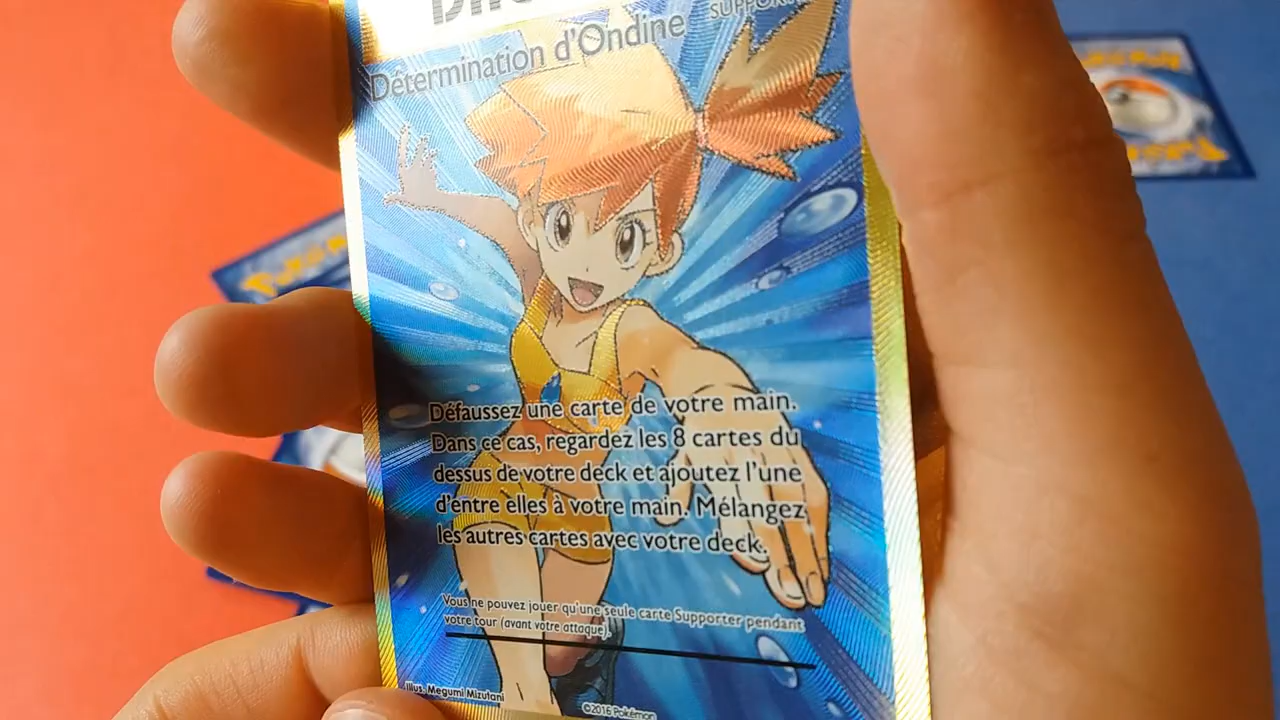 SUPPORT
Détermination d'Ondine
Défaussez une carte de votre main.
Dans ce cas, regardez les 8 cartes du
dessus de votre deck et ajoutez l'une
d'entre elles à votre main. Mélangez
les autres cartes avec votre deck.
Vous ne pouvez jouer qu'une seule carte Supporter pendant
votre tour (avant votre attaque).
Illus. Megumi Mizutani
©2016 Pokémon